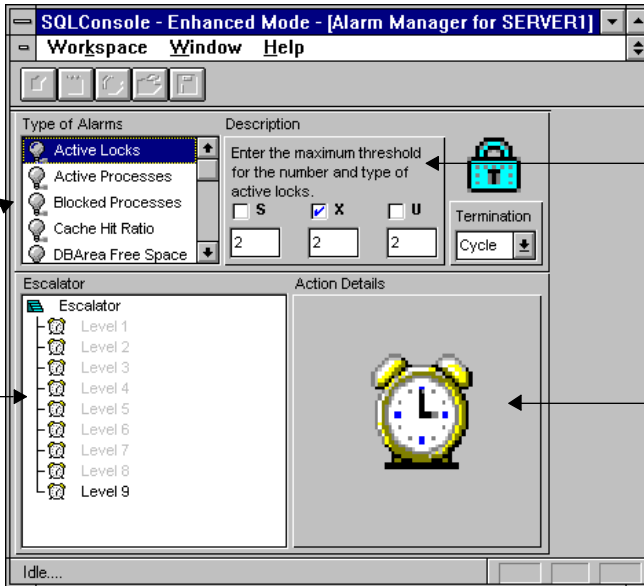 SQLConsole - Enhanced Mode - [Alarm Manager for SERVER1]
Workspace Window Help
Type of Alarms
Active Locks
Active Processes
Blocked Processes
Cache Hit Ratio
DBArea Free Space
Description
Enter the maximum threshold
for the number and type of
active locks.
S X U
2 2 2
Termination
Cycle
Escalator
Escalator
Level 1
Level 2
Level 3
Level 4
Level 5
Level 6
Level 7
Level 8
Level 9
Action Details
Idle....